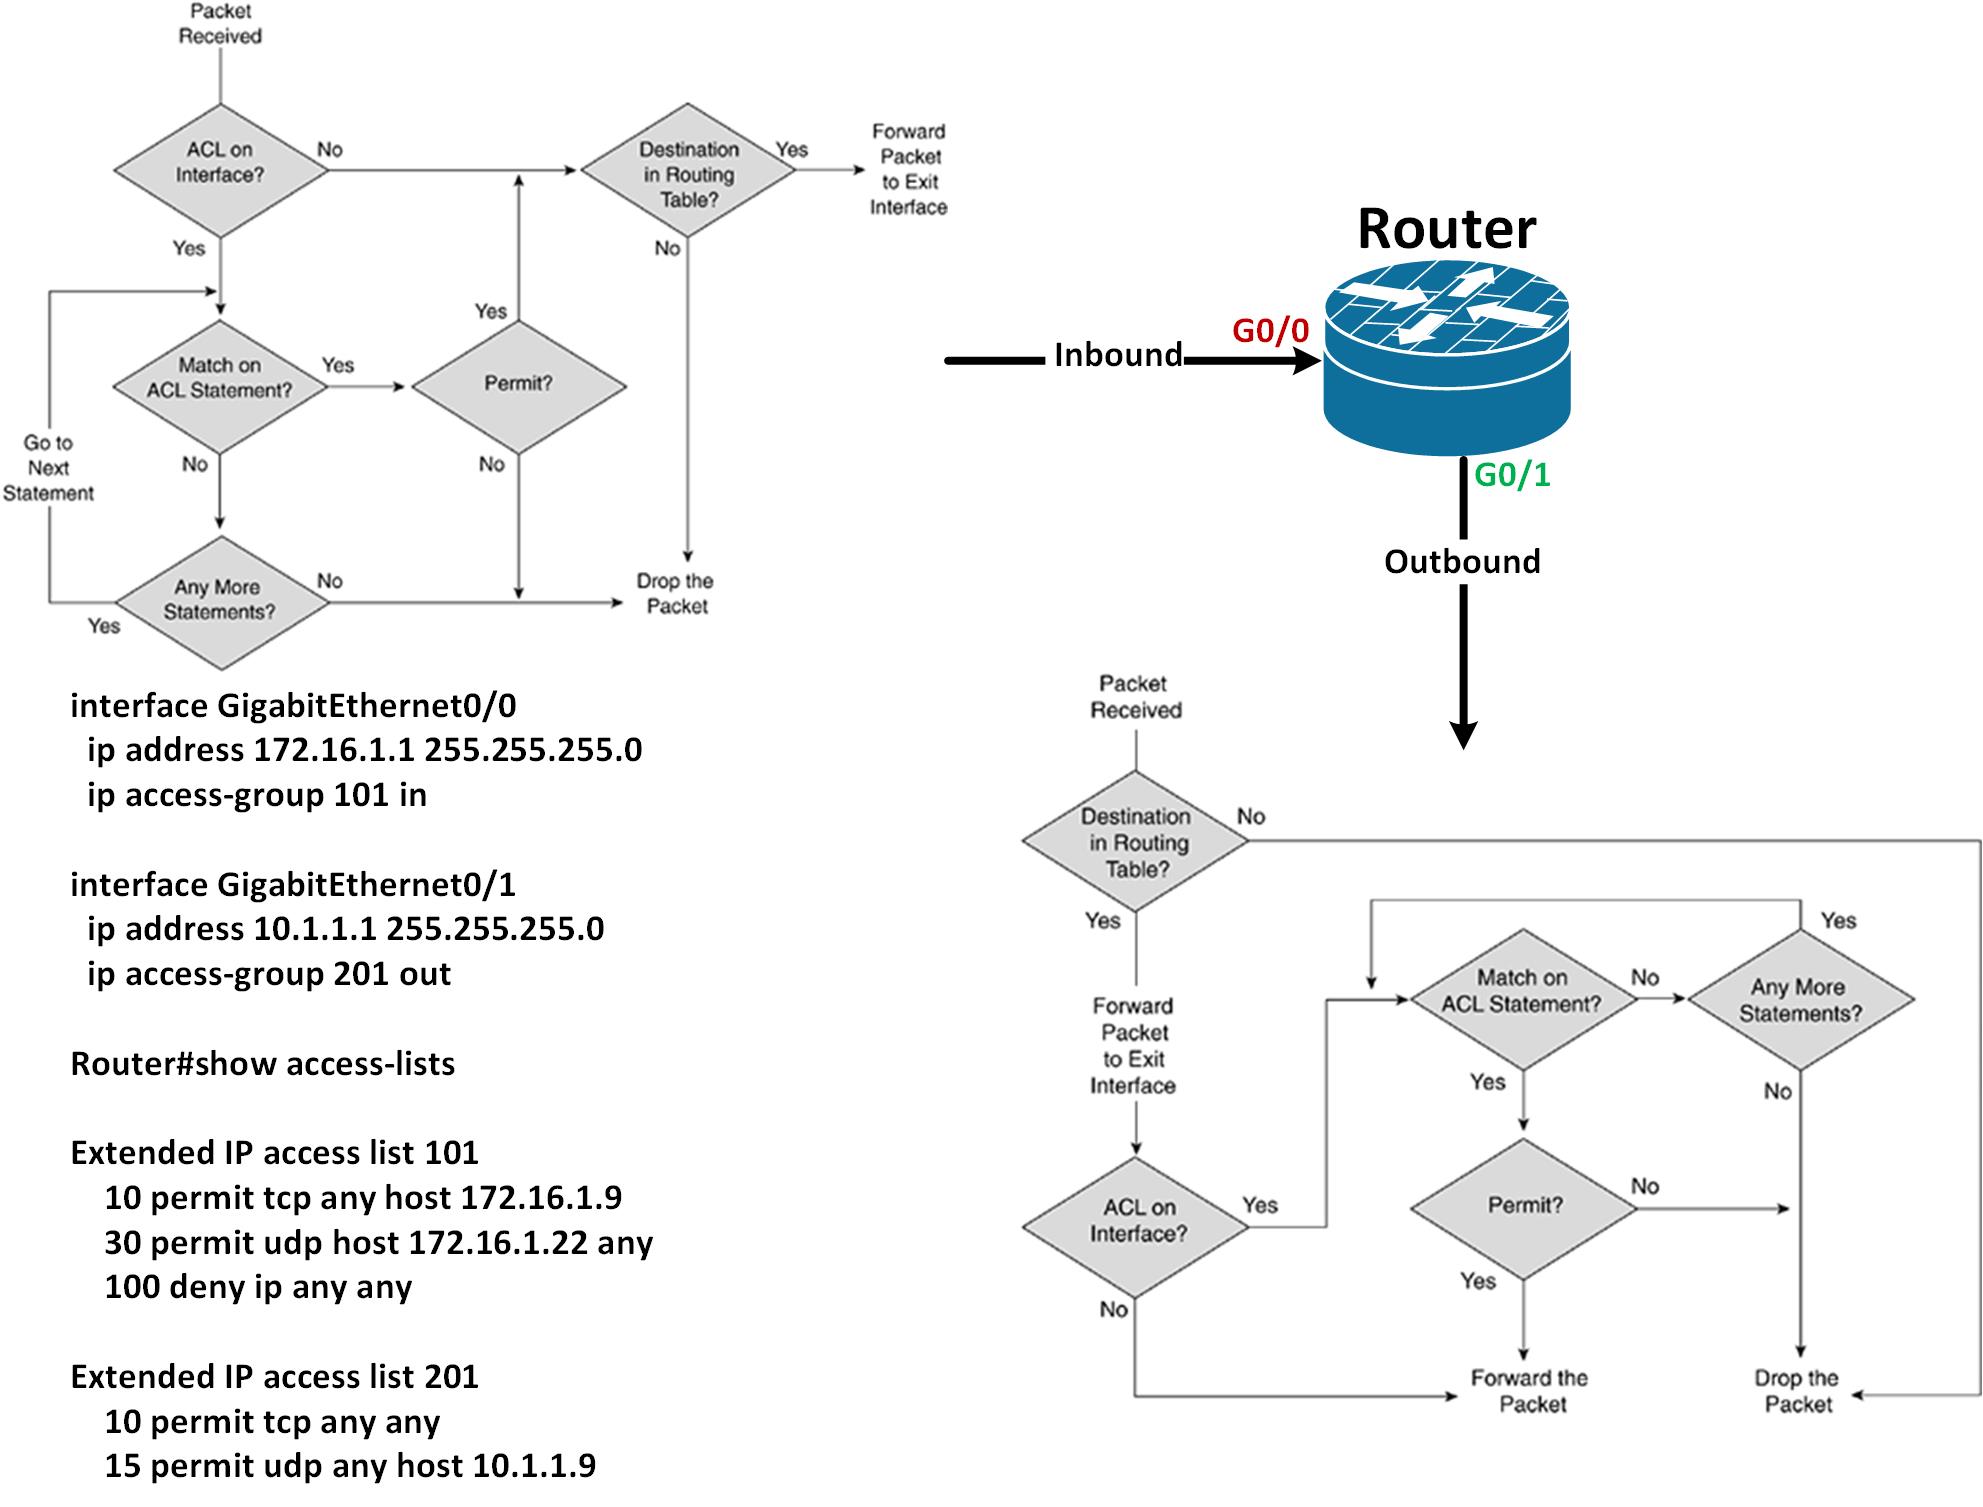 Packet
Received
ACL on
Interface?
No
Yes
Destination
in Routing
Table?
Yes
No
Forward
Packet
to Exit
Interface
Match on
ACL Statement?
Yes
No
Permit?
Yes
No
Go to
Next
Statement
Any More
Statements?
No
Yes
Drop the
Packet
Router
G0/0
Inbound
G0/1
Outbound
interface GigabitEthernet0/0
ip address 172.16.1.1 255.255.255.0
ip access-group 101 in
interface GigabitEthernet0/1
ip address 10.1.1.1 255.255.255.0
ip access-group 201 out
Router#show access-lists
Extended IP access list 101
10 permit tcp any host 172.16.1.9
30 permit udp host 172.16.1.22 any
100 deny ip any any
Extended IP access list 201
10 permit tcp any any
15 permit udp any host 10.1.1.9
Packet
Received
Destination
in Routing
Table?
No
Yes
Forward
Packet
to Exit
Interface
ACL on
Interface?
Yes
No
Match on
ACL Statement?
No
Yes
Any More
Statements?
Yes
No
Permit?
No
Yes
Forward the
Packet
Drop the
Packet